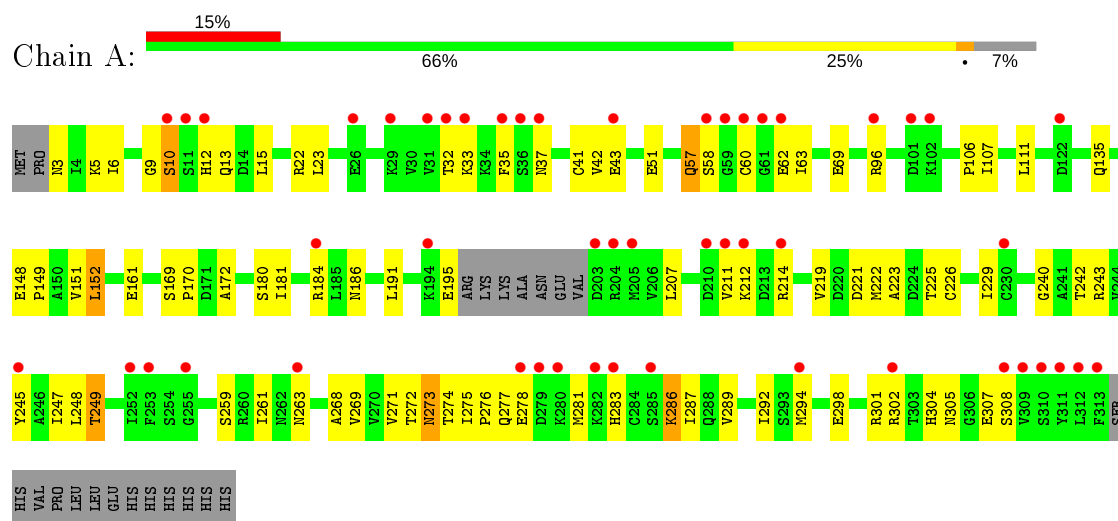 15%
Chain A:
66% 25% • 7%
MET PRO N3 I4 K5 I6 G9 S10 S11 H12 Q13 D14 L15 R22 L23 E26 K29 V30 V31 T32 K33 K34 F35 S36 N37 C41 V42 E43 E51 Q57 S58 G59 C60 G61 E62 I63 E69 R96 D101 K102 P106 I107 L111 D122 Q135
E148 P149 A150 V151 L152 E161 S169 P170 D171 A172 S180 I181 R184 L185 N186 L191 K194 E195 ARG LYS LYS ALA ASN GLU VAL D203 R204 M205 V206 L207 D210 V211 K212 D213 R214 V219 D220 D221 M222 A223 D224 T225 C226 I229 C230 G240 A241 T242 R243 V244
Y245 A246 I247 L248 T249 I252 F253 S254 G255 S259 R260 I261 N262 N263 A268 V269 V270 V271 T272 N273 T274 I275 P276 Q277 E278 D279 K280 M281 K282 H283 C284 S285 K286 I287 Q288 V289 I292 S293 M294 E298 R301 R302 T303 H304 N305 G306 E307 S308 V309 S310 Y311 L312 F313 SER
HIS VAL PRO LEU LEU GLU HIS HIS HIS HIS HIS HIS